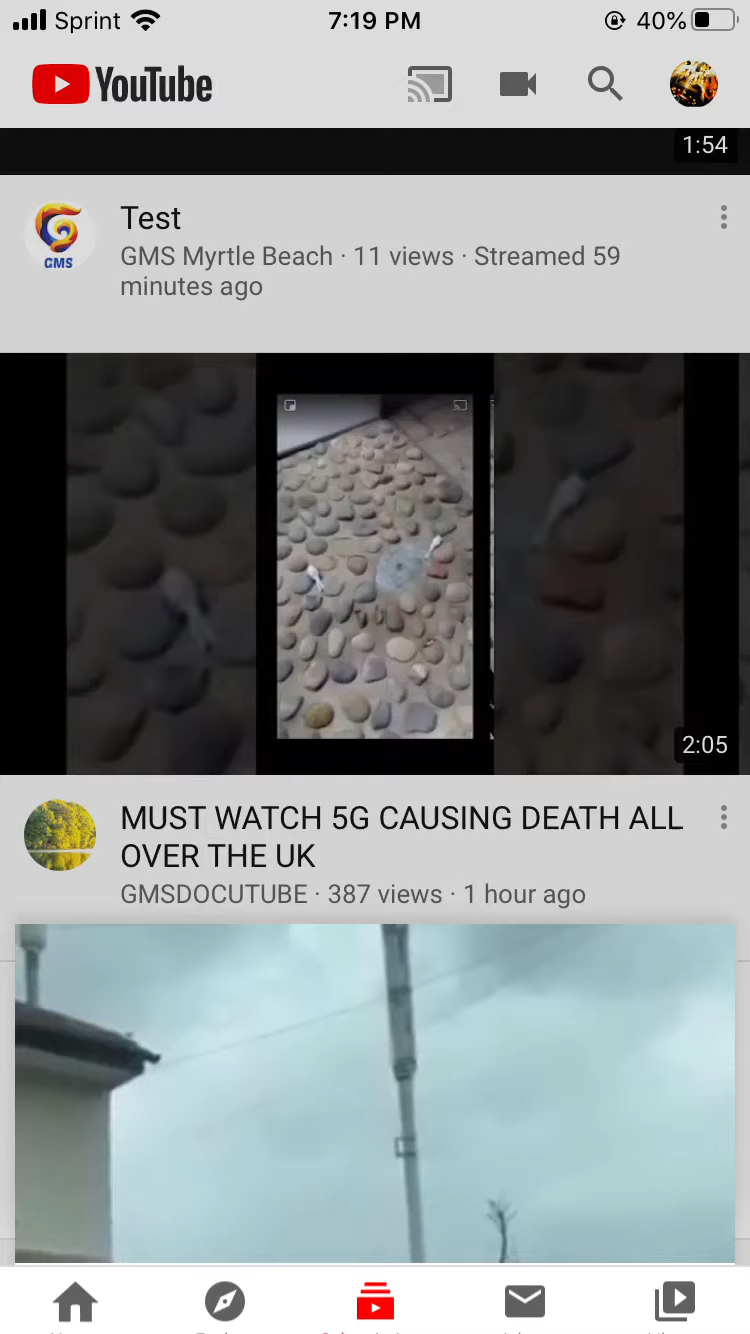 Sprint 7:19 PM 40%
YouTube
1:54
Test
GMS Myrtle Beach · 11 views · Streamed 59
minutes ago
GMS
2:05
MUST WATCH 5G CAUSING DEATH ALL
OVER THE UK
GMSDOCUTUBE · 387 views · 1 hour ago